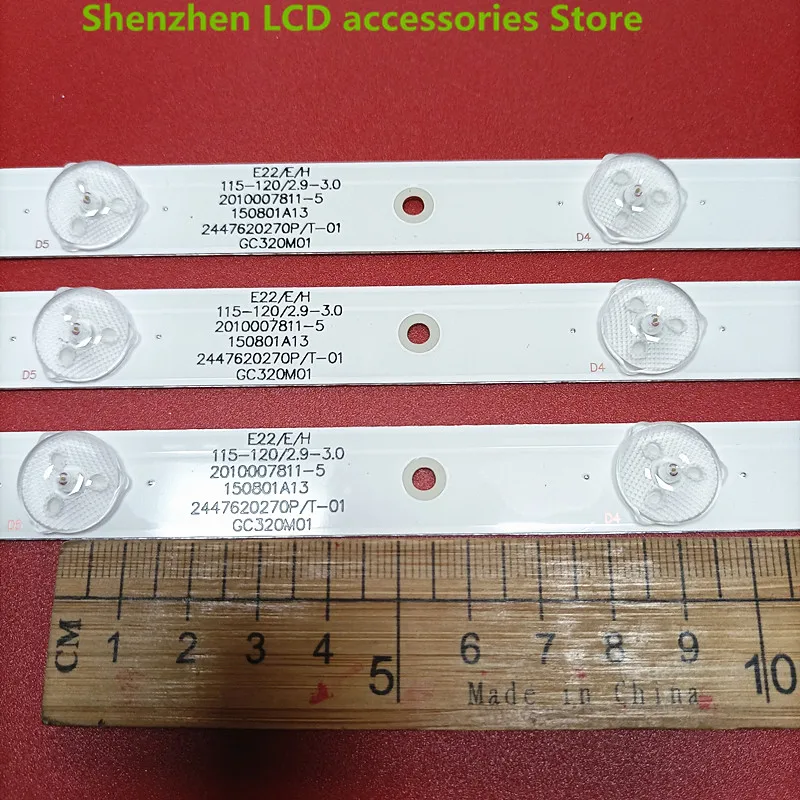 Shenzhen LCD accessories Store
E22/E/H
115-120/2.9-3.0
2010007811-5
150801A13
2447620270P/T-01
GC320M01
D5
D4
E22/E/H
115-120/2.9-3.0
2010007811-5
150801A13
2447620270P/T-01
GC320M01
D5
D4
E22/E/H
115-120/2.9-3.0
2010007811-5
150801A13
2447620270P/T-01
GC320M01
D5
D4
CM 1 2 3 4 5 6 7 8 9 10
Made in China